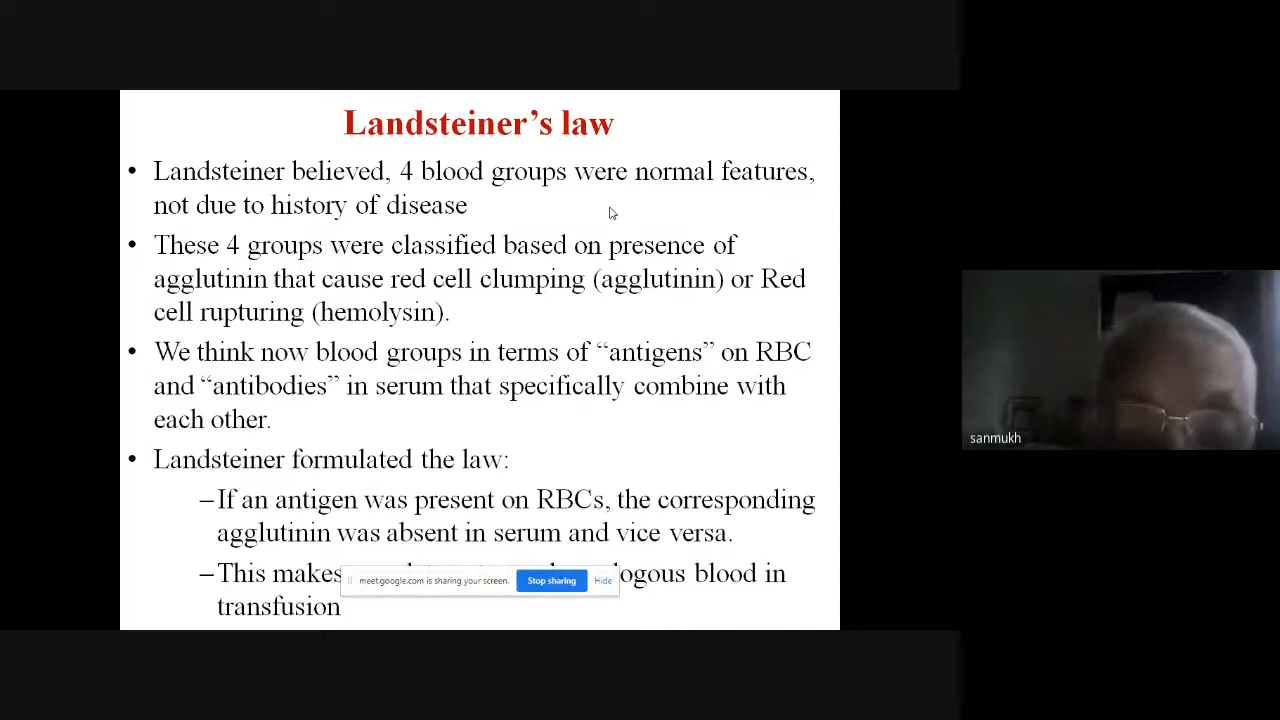 Landsteiner’s law
• Landsteiner believed, 4 blood groups were normal features,
not due to history of disease
• These 4 groups were classified based on presence of
agglutinin that cause red cell clumping (agglutinin) or Red
cell rupturing (hemolysin).
• We think now blood groups in terms of “antigens” on RBC
and “antibodies” in serum that specifically combine with
each other.
• Landsteiner formulated the law:
–If an antigen was present on RBCs, the corresponding
agglutinin was absent in serum and vice versa.
–This makes blood in
transfusion
meet.google.com is sharing your screen. Stop sharing Hide
sanmukh